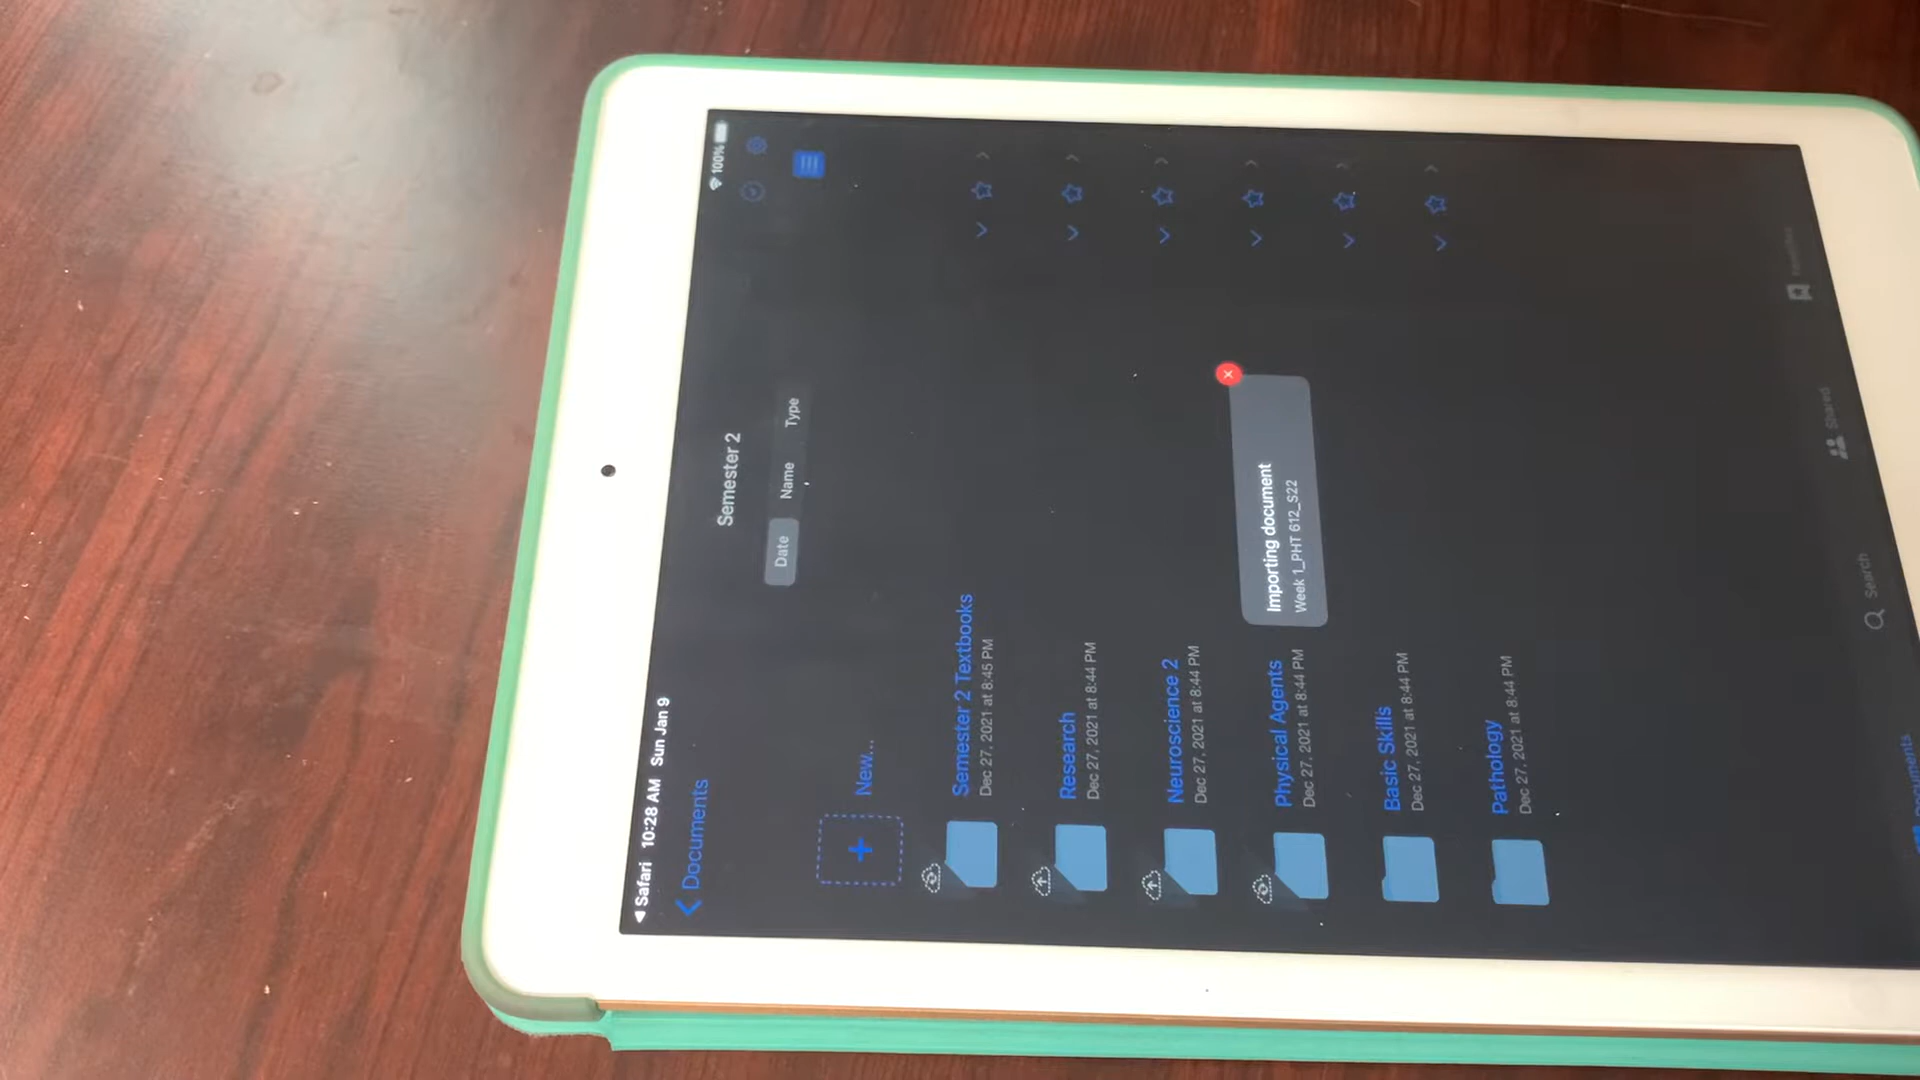 Safari 10:28 AM Sun Jan 9
100%
Documents
Semester 2
Date Name Type
New...
Semester 2 Textbooks
Dec 27, 2021 at 8:45 PM
Research
Dec 27, 2021 at 8:44 PM
Neuroscience 2
Dec 27, 2021 at 8:44 PM
Physical Agents
Dec 27, 2021 at 8:44 PM
Importing document
Week 1_PHT 612_S22
Basic Skills
Dec 27, 2021 at 8:44 PM
Pathology
Dec 27, 2021 at 8:44 PM
Search
Shared